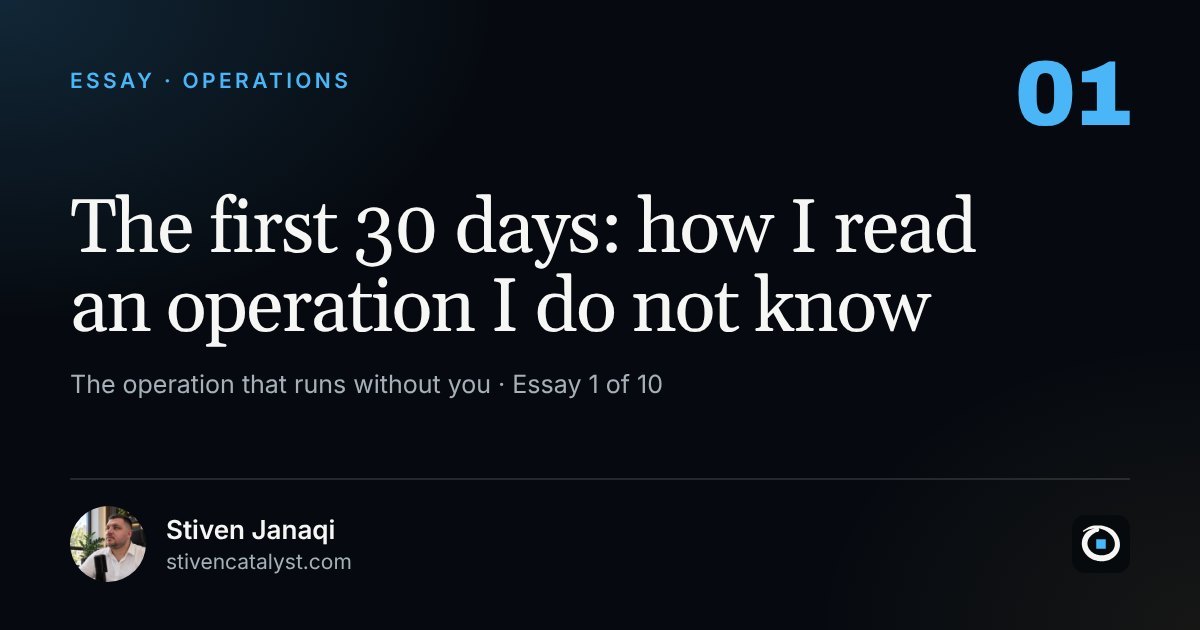 ESSAY · OPERATIONS
01
The first 30 days: how I read
an operation I do not know
The operation that runs without you · Essay 1 of 10
Stiven Janaqi
stivencatalyst.com